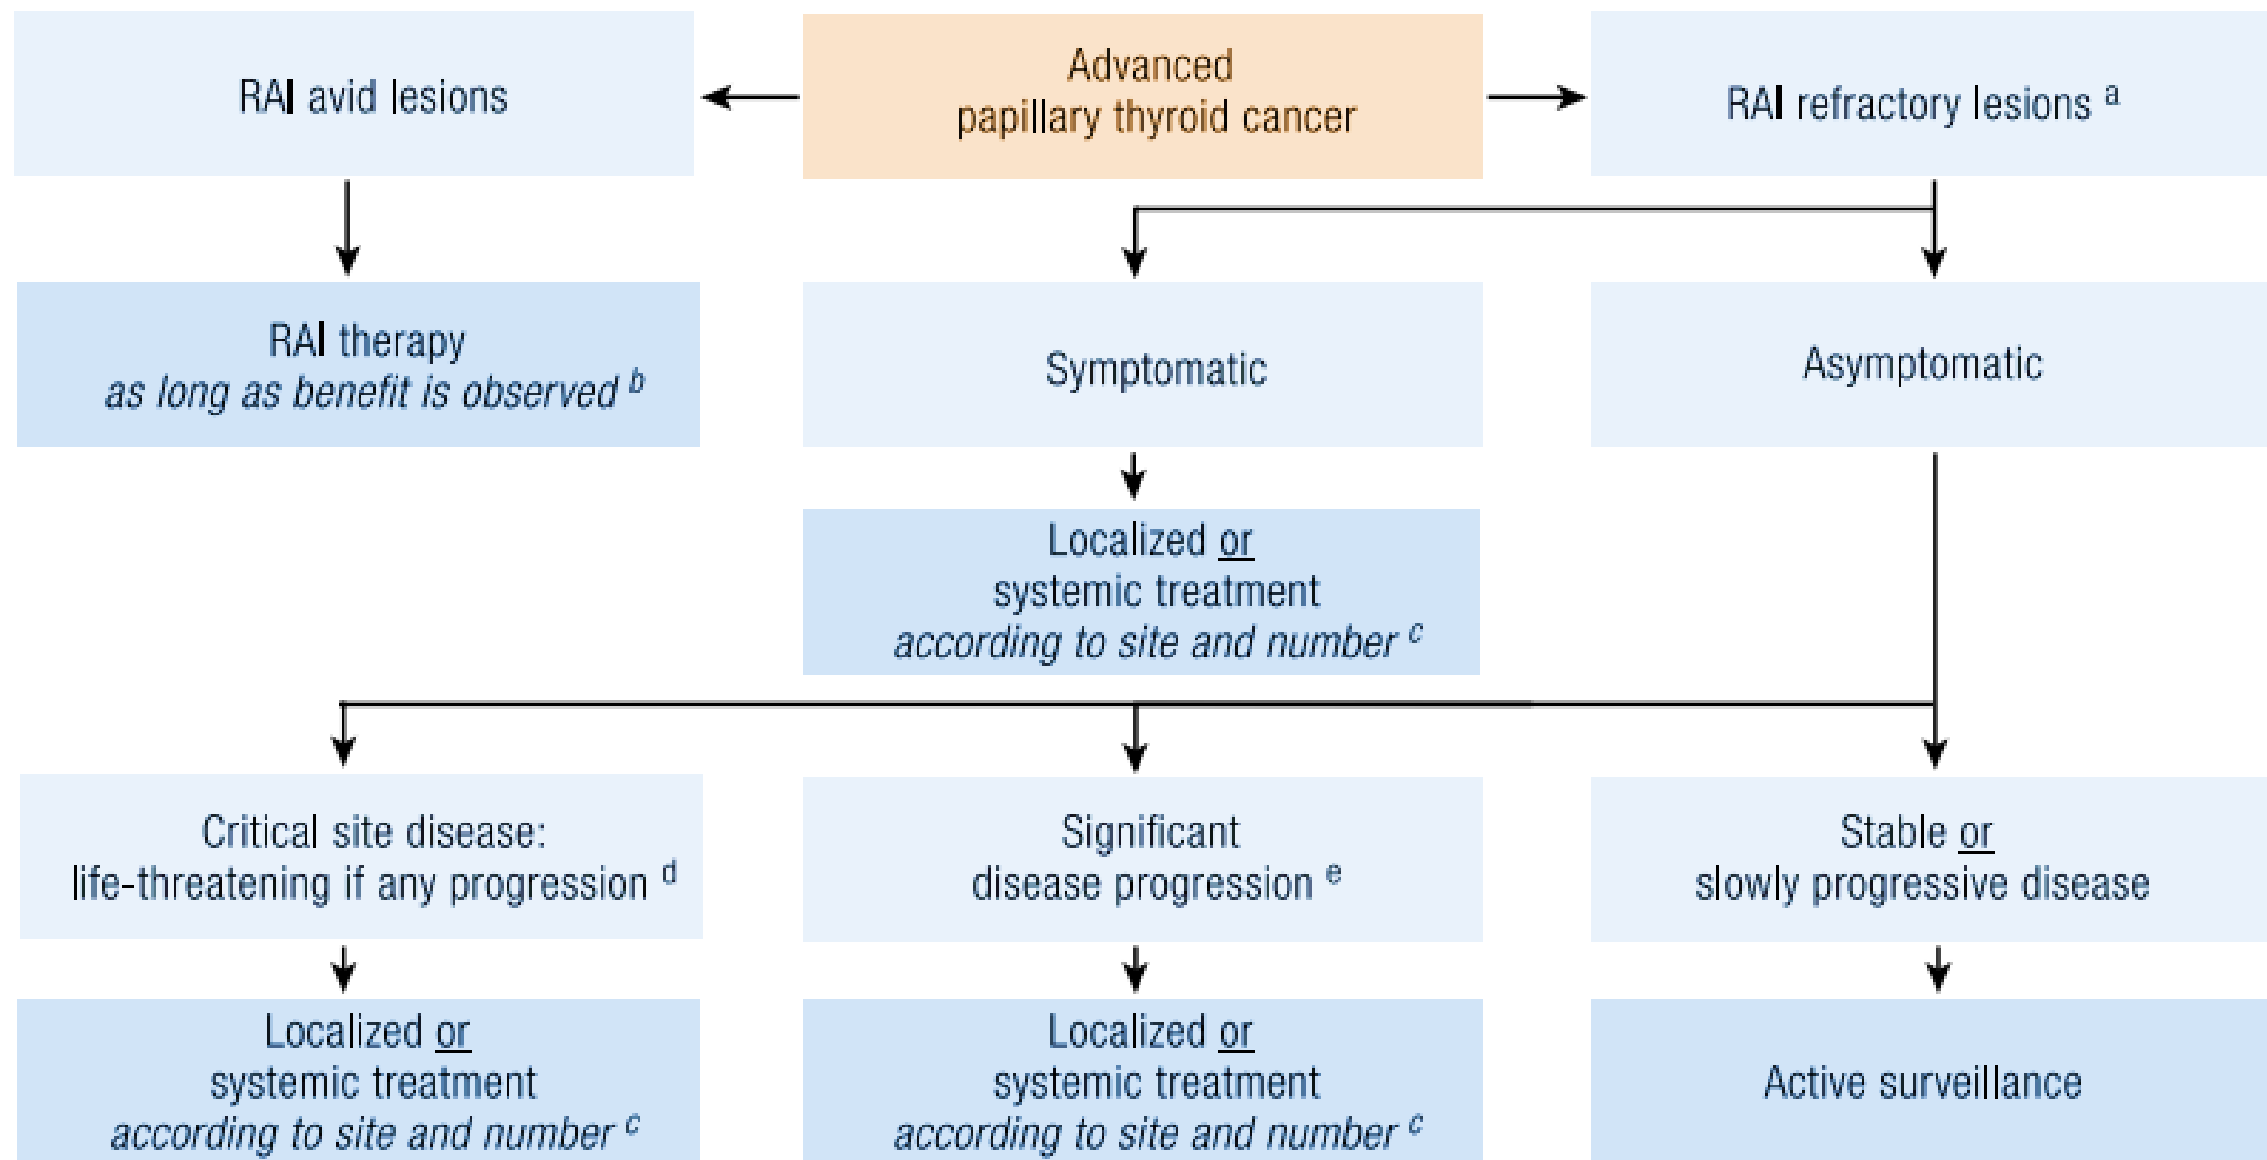 RAI avid lesions
Advanced
papillary thyroid cancer
RAI refractory lesions a
RAI therapy
as long as benefit is observed b
Symptomatic
Asymptomatic
Localized or
systemic treatment
according to site and number c
Critical site disease:
life-threatening if any progression d
Significant
disease progression e
Stable or
slowly progressive disease
Localized or
systemic treatment
according to site and number c
Localized or
systemic treatment
according to site and number c
Active surveillance